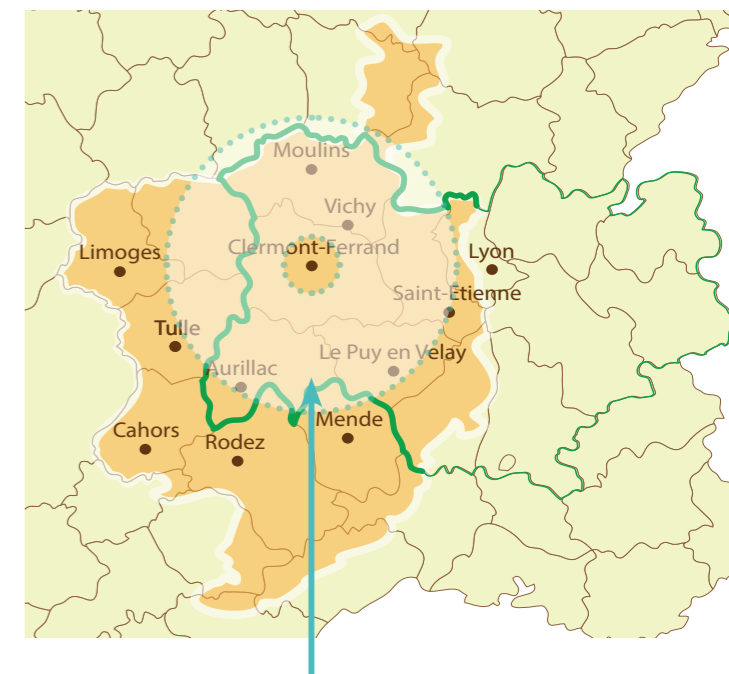 Moulins
Vichy
Clermont-Ferrand
Limoges
Lyon
Saint-Etienne
Tulle
Le Puy en Velay
Aurillac
Mende
Cahors
Rodez